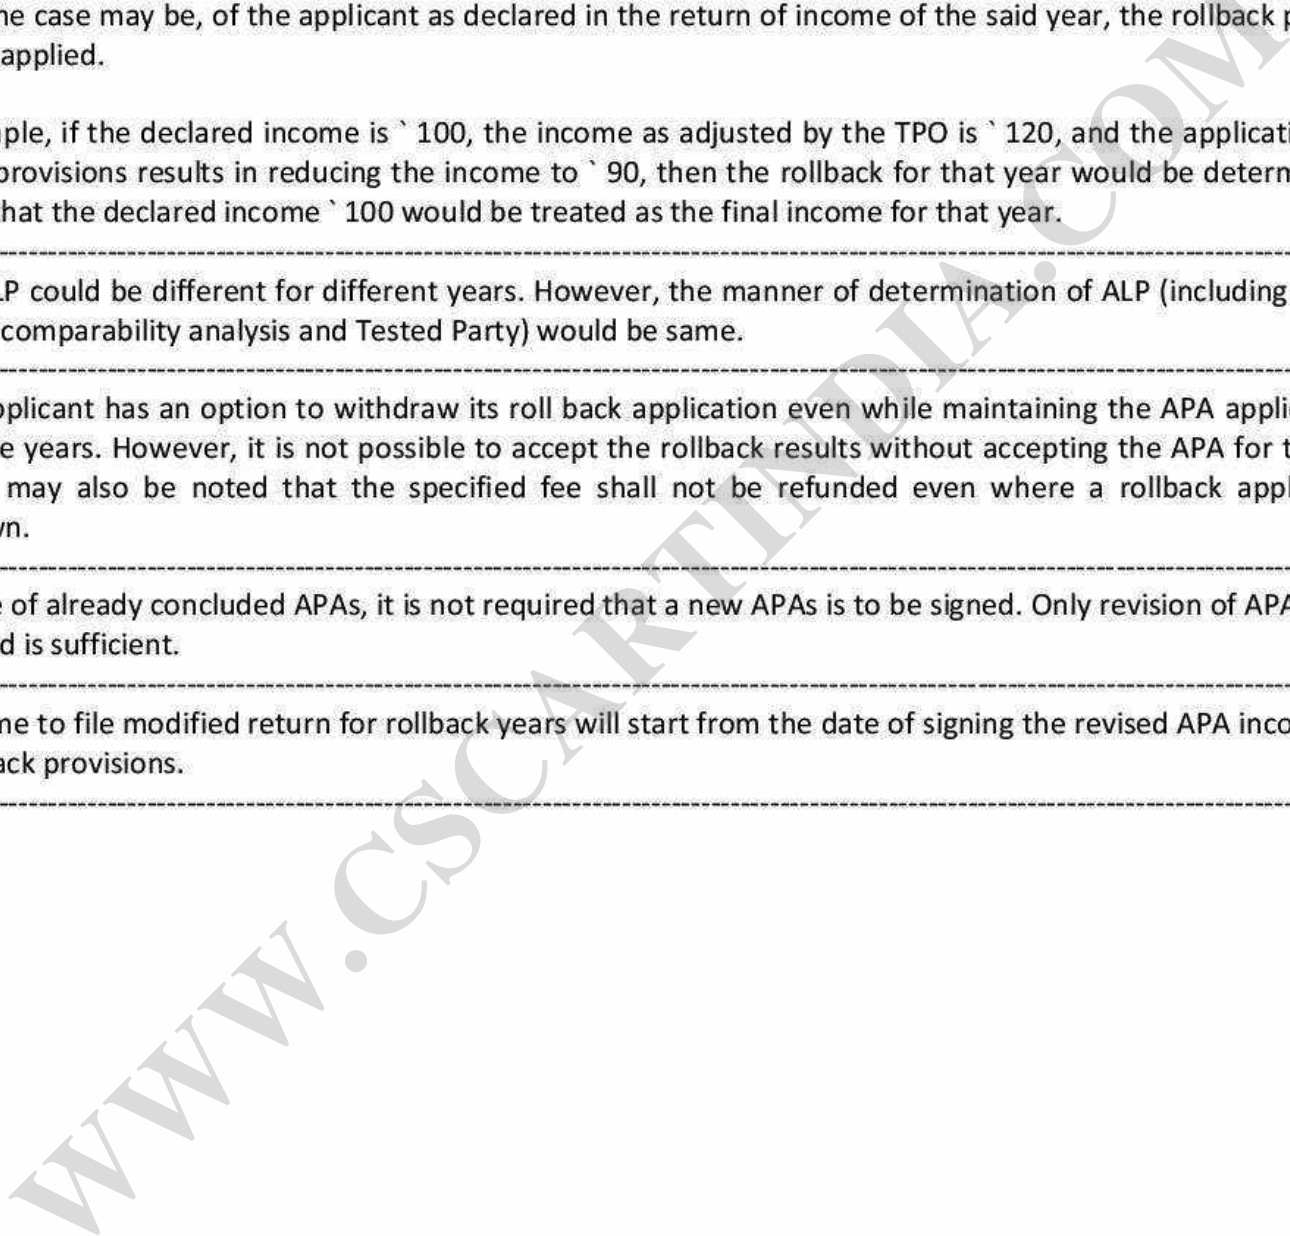 ne case may be, of the applicant as declared in the return of income of the said year, the rollback p
applied.
ple, if the declared income is ` 100, the income as adjusted by the TPO is ` 120, and the applicati
provisions results in reducing the income to ` 90, then the rollback for that year would be determ
hat the declared income ` 100 would be treated as the final income for that year.
LP could be different for different years. However, the manner of determination of ALP (including
comparability analysis and Tested Party) would be same.
pplicant has an option to withdraw its roll back application even while maintaining the APA appli
e years. However, it is not possible to accept the rollback results without accepting the APA for t
may also be noted that the specified fee shall not be refunded even where a rollback appl
wn.
e of already concluded APAs, it is not required that a new APAs is to be signed. Only revision of APA
d is sufficient.
me to file modified return for rollback years will start from the date of signing the revised APA inco
ack provisions.
WWW.CSCARTINDIA.COM